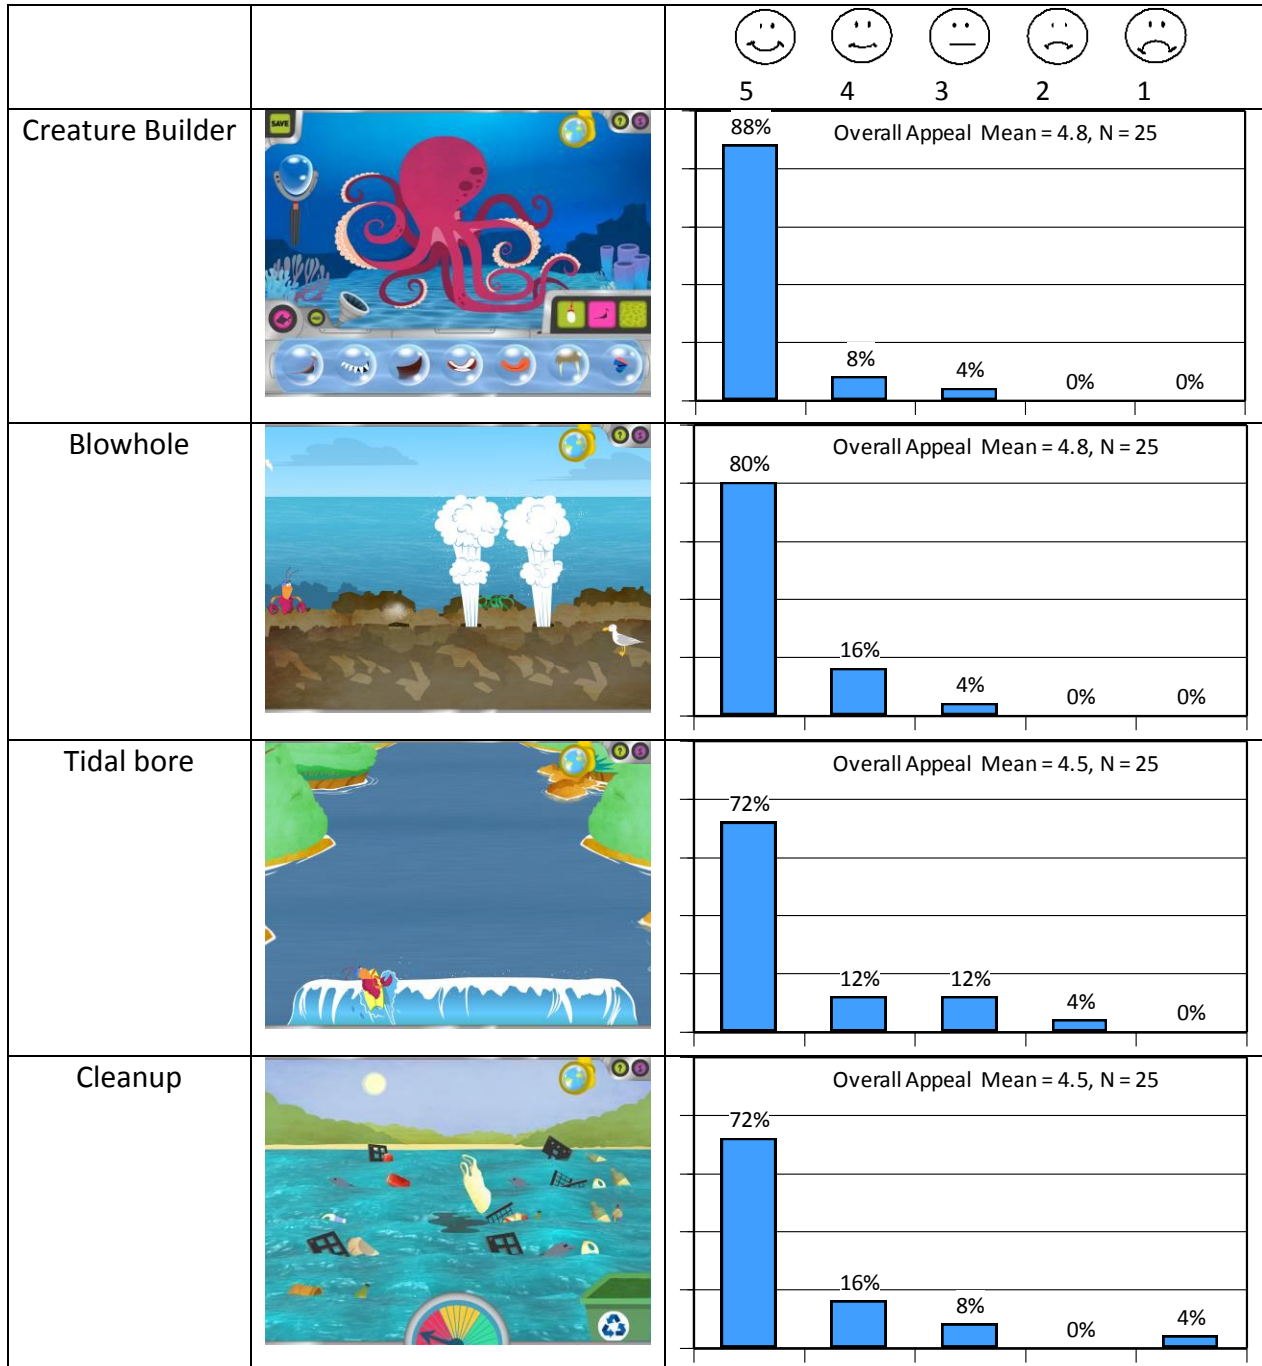 5 4 3 2 1
Creature Builder
SAVE
?
Overall Appeal Mean = 4.8, N = 25
88%
8%
4%
0%
0%
Blowhole
?
Overall Appeal Mean = 4.8, N = 25
80%
16%
4%
0%
0%
Tidal bore
?
Overall Appeal Mean = 4.5, N = 25
72%
12%
12%
4%
0%
Cleanup
?
Overall Appeal Mean = 4.5, N = 25
72%
16%
8%
0%
4%